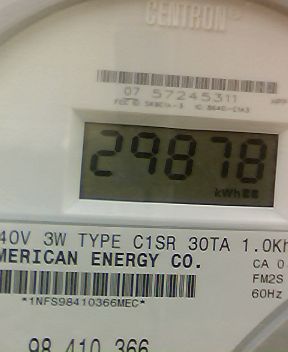 CENTRON®
07 57245311
29878
kWh
40V 3W TYPE C1SR 30TA 1.0Kh
MERICAN ENERGY CO.
CA 0
FM2S
60Hz
*1NFS98410366MEC*
98 410 366